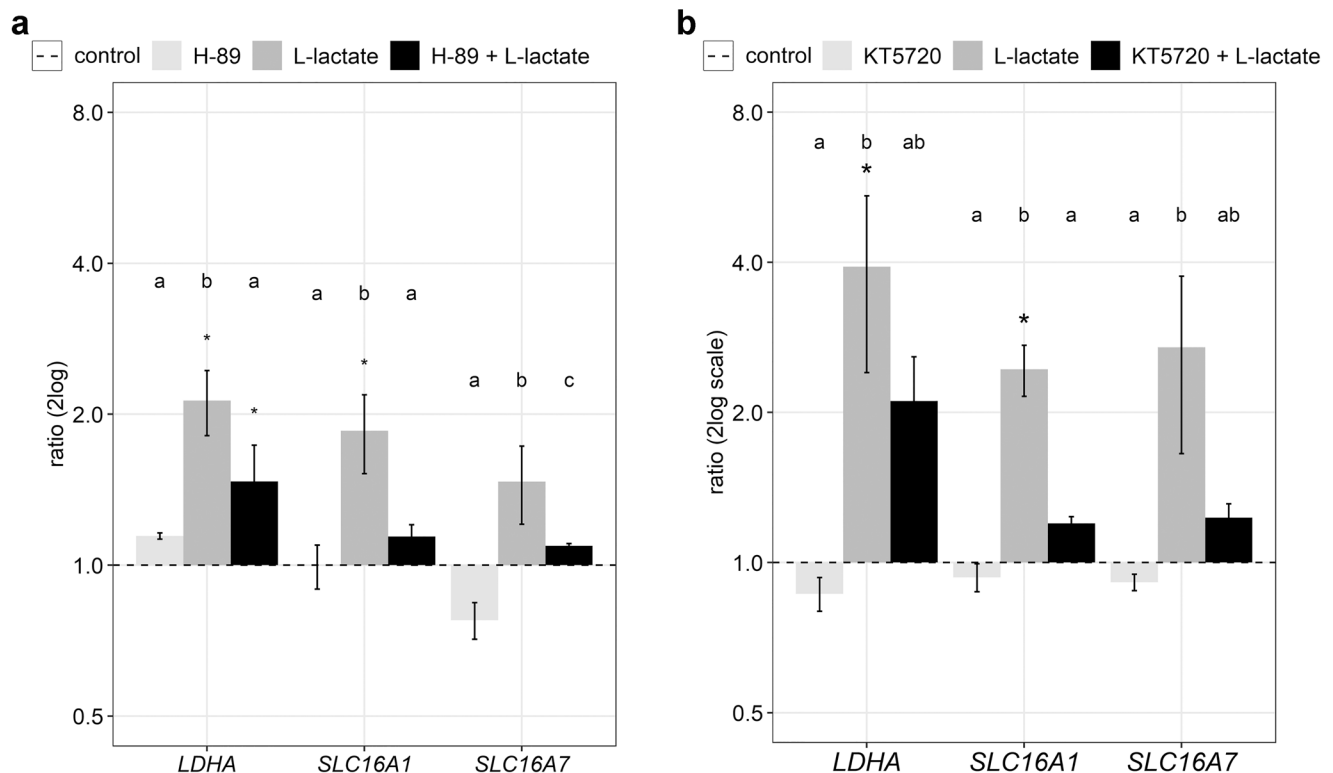 a
control H-89 L-lactate H-89 + L-lactate
8.0
4.0
2.0
1.0
0.5
ratio (2log)
a b a
a b a
a b c
*
*
*
LDHA SLC16A1 SLC16A7
b
control KT5720 L-lactate KT5720 + L-lactate
8.0
4.0
2.0
1.0
0.5
ratio (2log scale)
a b ab
*
a b a
a b ab
*
LDHA SLC16A1 SLC16A7